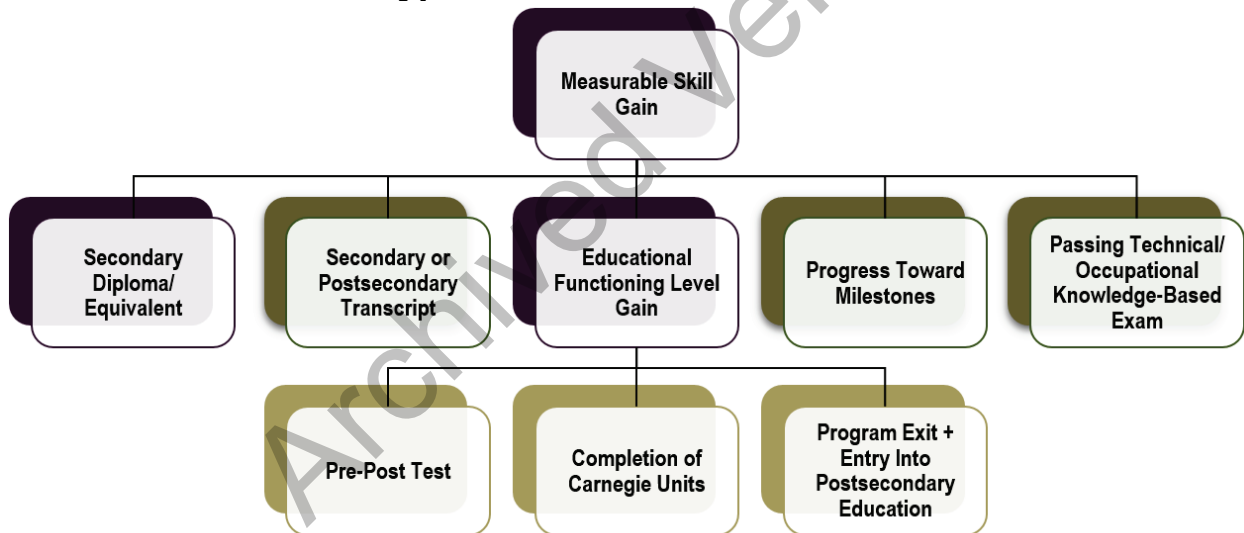 Measurable Skill
Gain
Secondary
Diploma/
Equivalent
Secondary or
Postsecondary
Transcript
Educational
Functioning Level
Gain
Progress Toward
Milestones
Passing Technical/
Occupational
Knowledge-Based
Exam
Pre-Post Test
Completion of
Carnegie Units
Program Exit +
Entry Into
Postsecondary
Education
Archived Ve